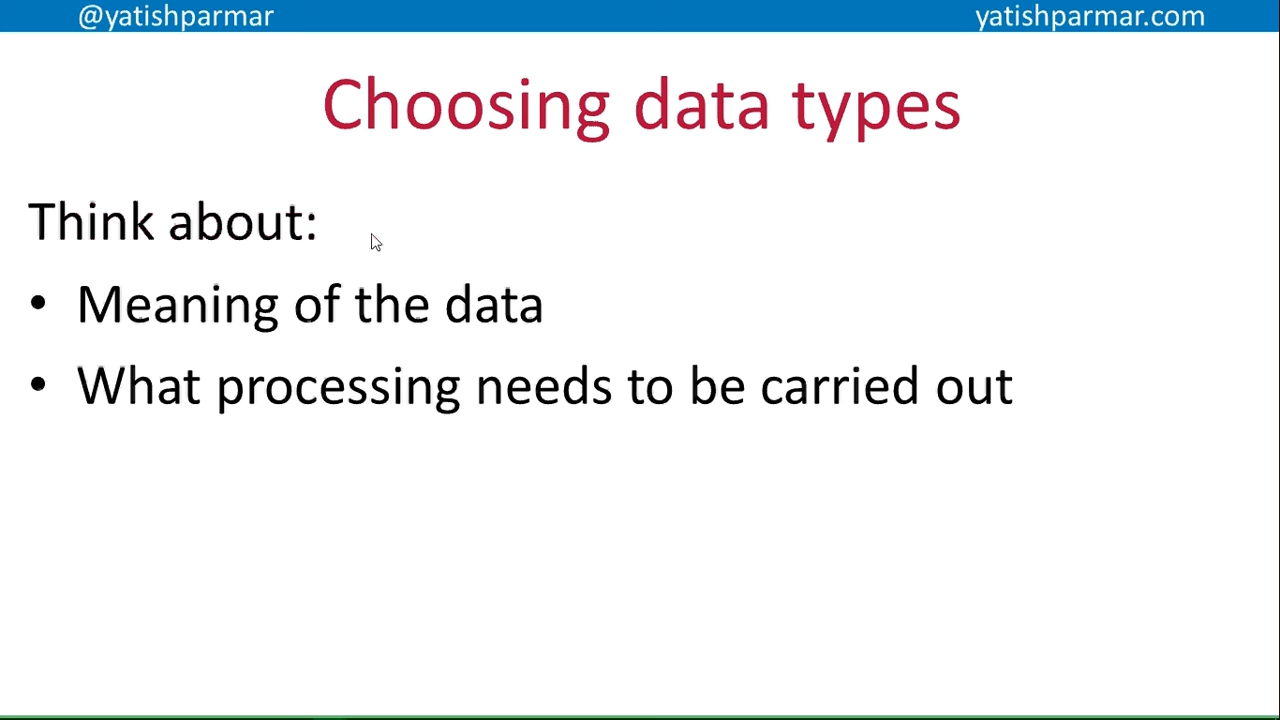 @yatishparmar
yatishparmar.com
Choosing data types
Think about:
• Meaning of the data
• What processing needs to be carried out